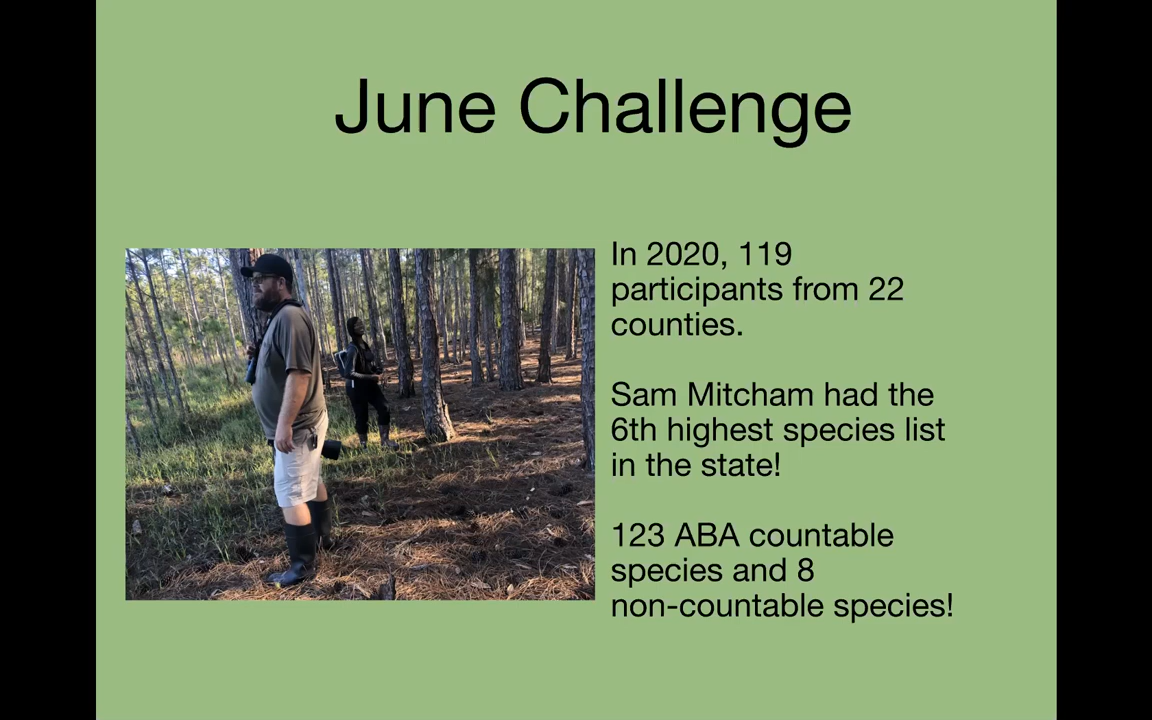 June Challenge
In 2020, 119
participants from 22
counties.
Sam Mitcham had the
6th highest species list
in the state!
123 ABA countable
species and 8
non-countable species!